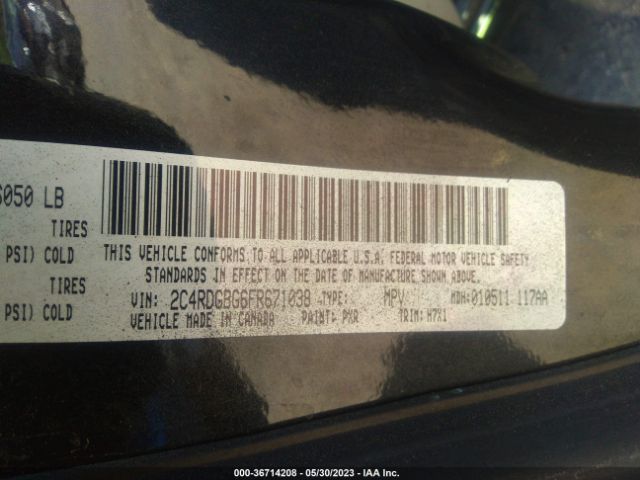 6050 LB
TIRES
PSI) COLD
TIRES
PSI) COLD
THIS VEHICLE CONFORMS TO ALL APPLICABLE U.S.A. FEDERAL MOTOR VEHICLE SAFETY
STANDARDS IN EFFECT ON THE DATE OF MANUFACTURE SHOWN ABOVE.
VIN: 2C4RDGBG6FR671038 TYPE: MPV MDH: 010511 117AA
VEHICLE MADE IN CANADA PAINT: PXR TRIM: H7X1
000-36714208 - 05/30/2023 - IAA Inc.